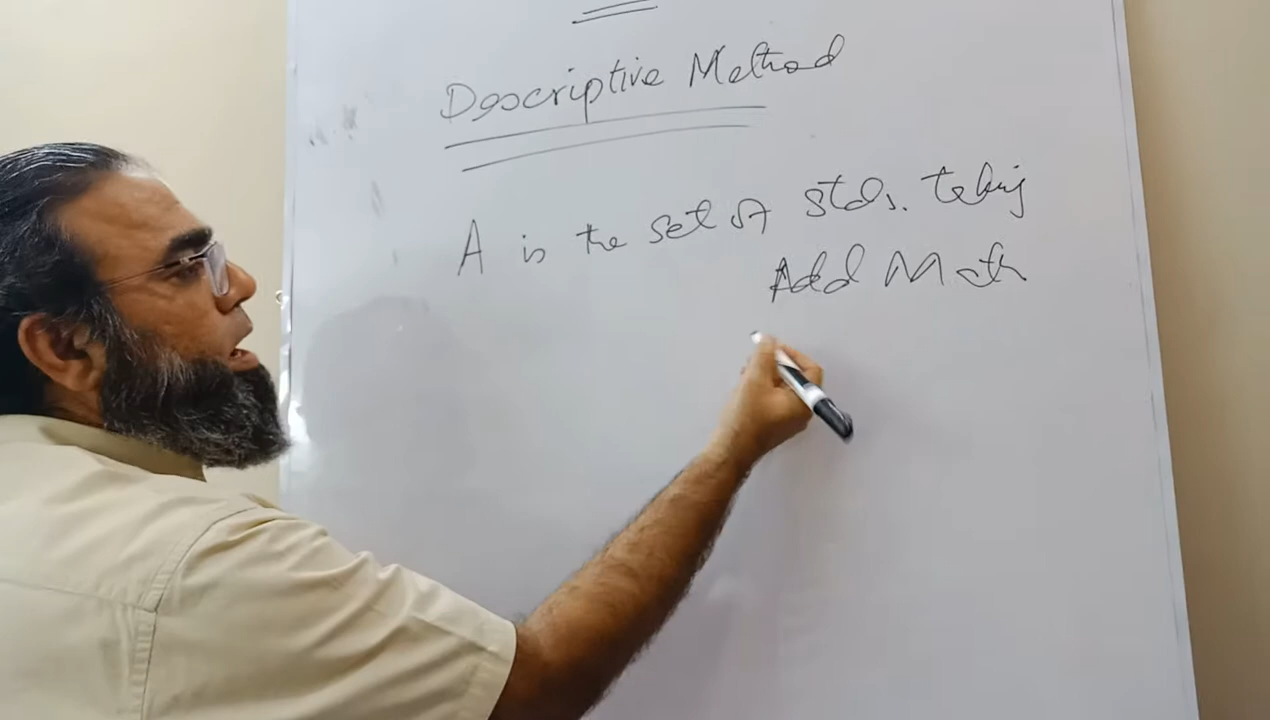 Descriptive Method
A is the set of stds. taking
Add Math